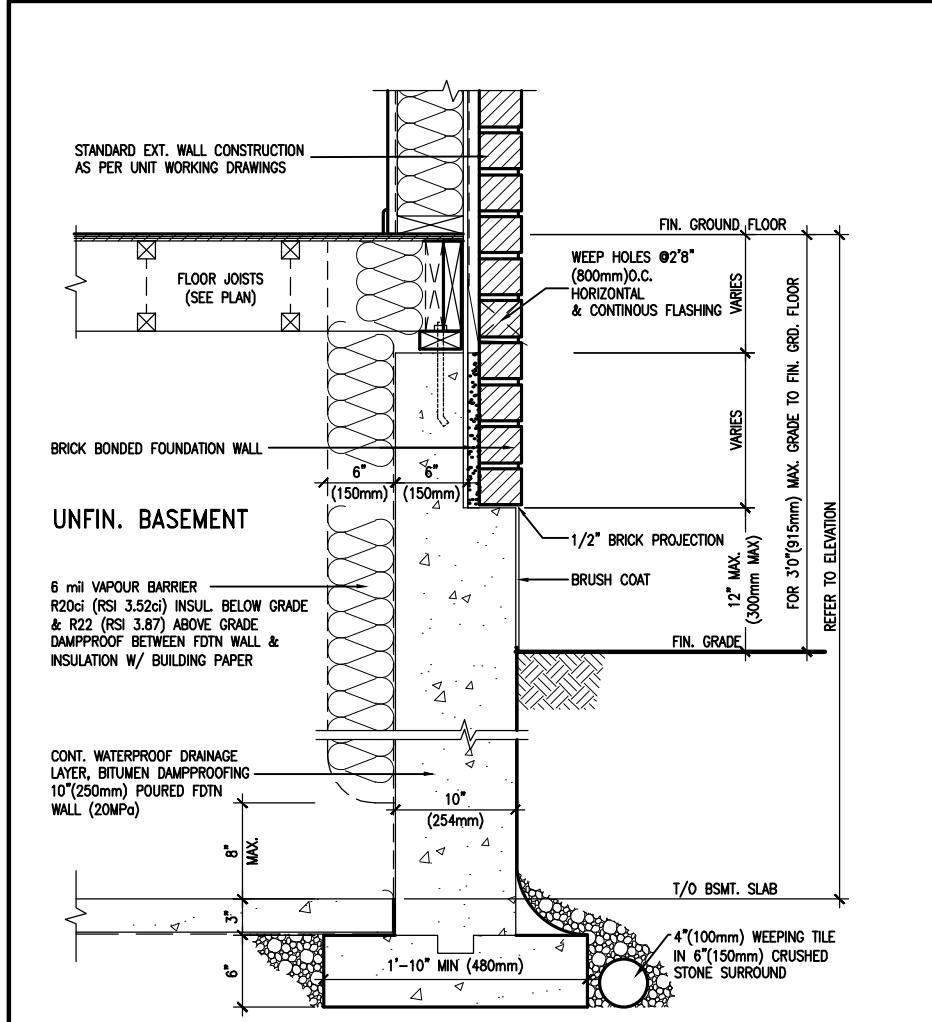 STANDARD EXT. WALL CONSTRUCTION
AS PER UNIT WORKING DRAWINGS
FIN. GROUND FLOOR
FLOOR JOISTS
(SEE PLAN)
WEEP HOLES @2'8"
(800mm)O.C.
HORIZONTAL
& CONTINOUS FLASHING
VARIES
VARIES
12" MAX.
(300mm MAX)
FOR 3'0"(915mm) MAX. GRADE TO FIN. GRD. FLOOR
REFER TO ELEVATION
BRICK BONDED FOUNDATION WALL
6"
(150mm)
6"
(150mm)
UNFIN. BASEMENT
1/2" BRICK PROJECTION
BRUSH COAT
6 mil VAPOUR BARRIER
R20ci (RSI 3.52ci) INSUL. BELOW GRADE
& R22 (RSI 3.87) ABOVE GRADE
DAMPPROOF BETWEEN FDTN WALL &
INSULATION W/ BUILDING PAPER
FIN. GRADE
CONT. WATERPROOF DRAINAGE
LAYER, BITUMEN DAMPPROOFING
10"(250mm) POURED FDTN
WALL (20MPa)
10"
(254mm)
8"
MAX.
T/O BSMT. SLAB
3"
6"
1'-10" MIN (480mm)
4"(100mm) WEEPING TILE
IN 6"(150mm) CRUSHED
STONE SURROUND